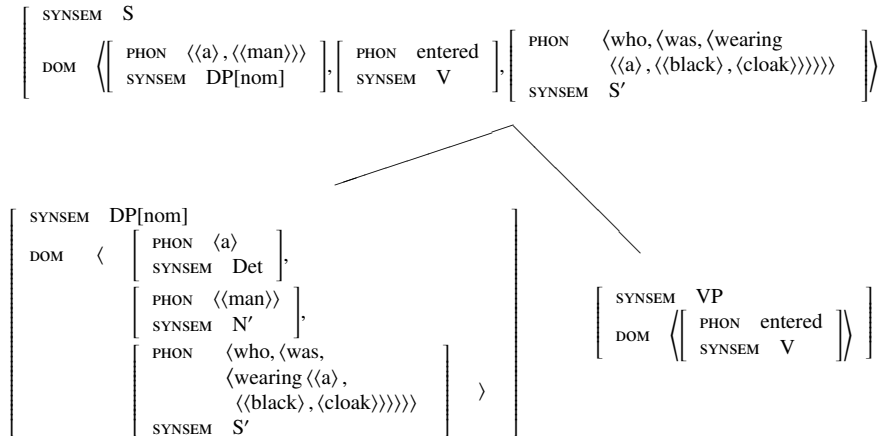 SYNSEM S
DOM ⟨[ PHON ⟨⟨a⟩ , ⟨⟨man⟩⟩⟩ SYNSEM DP[nom] ], [ PHON entered SYNSEM V ], [ PHON ⟨who, ⟨was, ⟨wearing ⟨⟨a⟩ , ⟨⟨black⟩ , ⟨cloak⟩⟩⟩⟩⟩⟩ SYNSEM S′ ]⟩
SYNSEM DP[nom]
DOM ⟨ [ PHON ⟨a⟩
SYNSEM Det ],
[ PHON ⟨⟨man⟩⟩
SYNSEM N′ ],
[ PHON ⟨who, ⟨was,
⟨wearing ⟨⟨a⟩ ,
⟨⟨black⟩ , ⟨cloak⟩⟩⟩⟩⟩⟩
SYNSEM S′ ] ⟩
SYNSEM VP
DOM ⟨[ PHON entered
SYNSEM V ]⟩